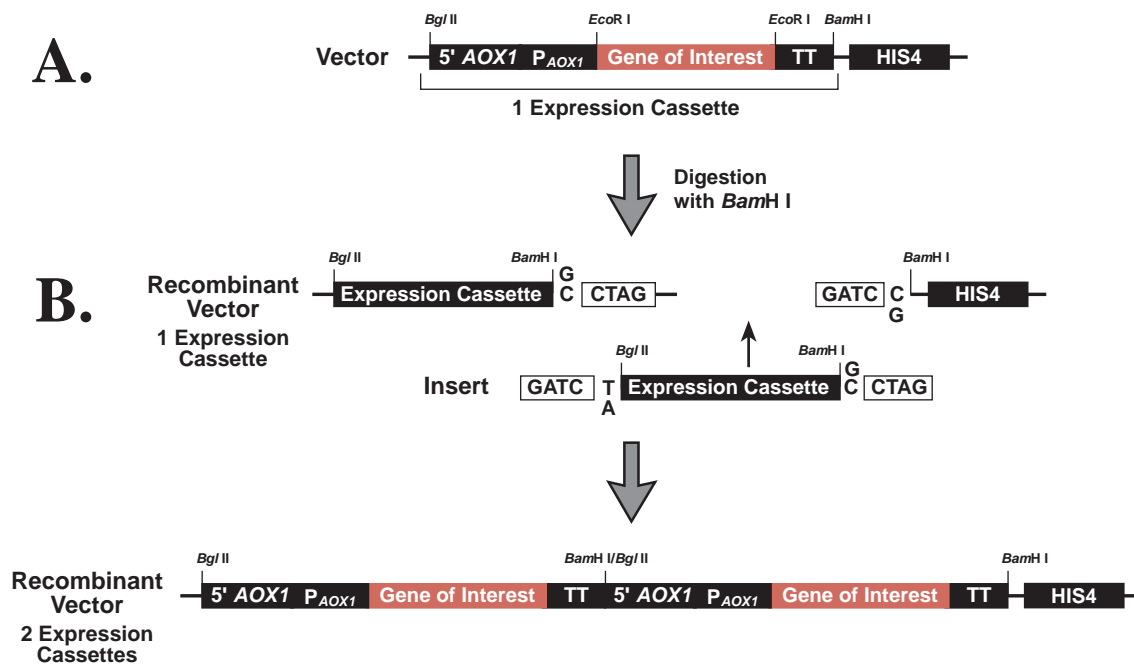 A.
Bgl II EcoR I EcoR I BamH I
Vector 5' AOX1 PAOX1 Gene of Interest TT HIS4
1 Expression Cassette
Digestion
with BamH I
B.
Bgl II BamH I BamH I
Recombinant
Vector
1 Expression
Cassette
G
C
Expression Cassette CTAG GATC HIS4
C
G
Bgl II BamH I
Insert GATC Expression Cassette CTAG
T
A
G
C
Bgl II BamH I/Bgl II BamH I
Recombinant
Vector
2 Expression
Cassettes
5' AOX1 PAOX1 Gene of Interest TT 5' AOX1 PAOX1 Gene of Interest TT HIS4